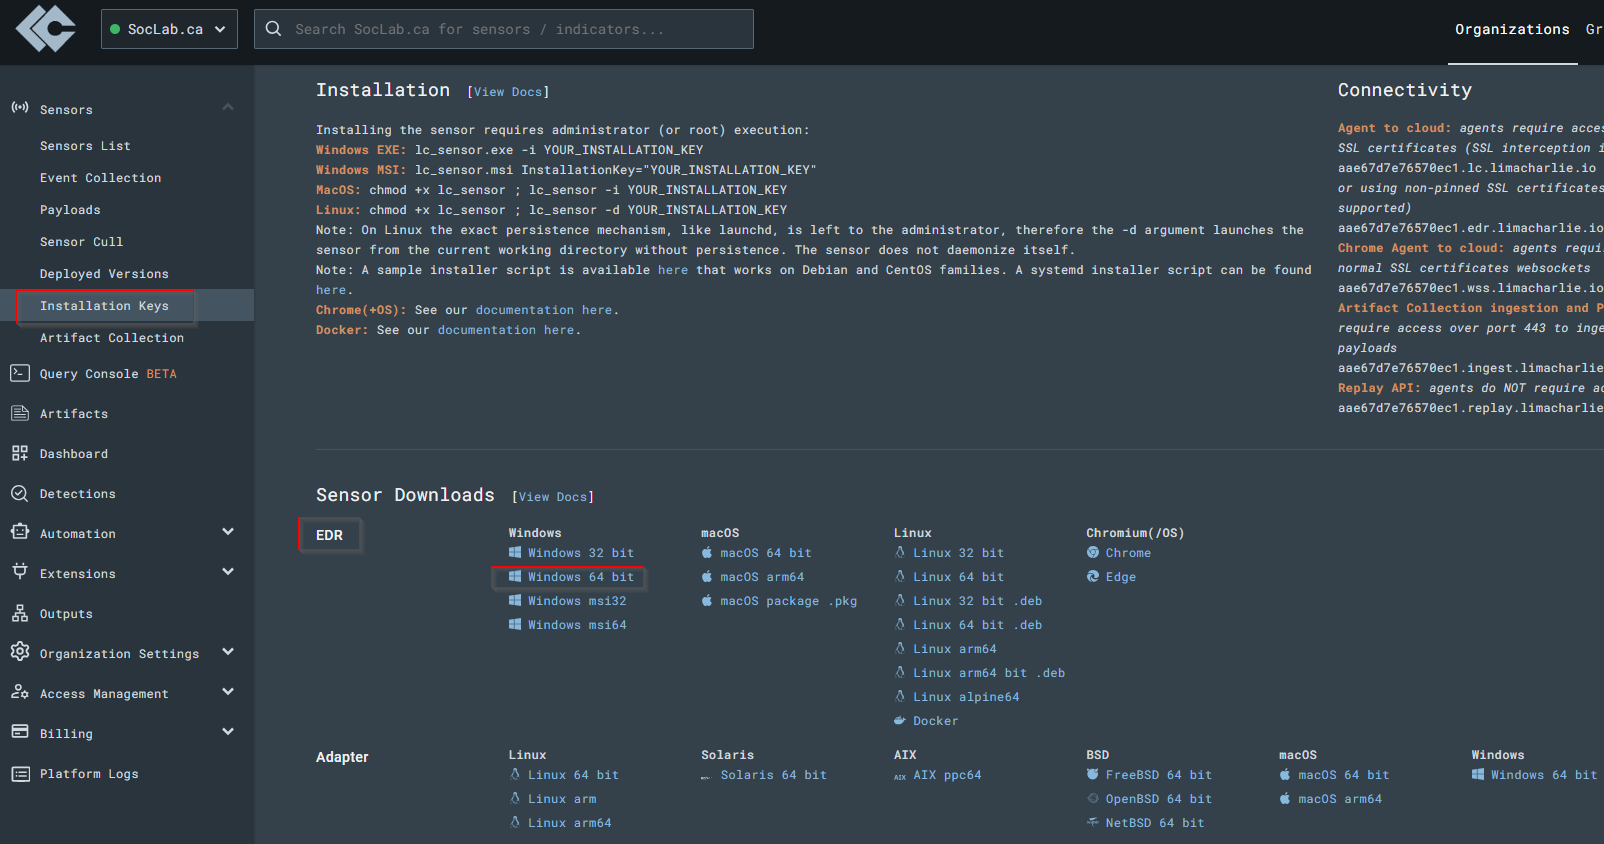 SocLab.ca
Search SocLab.ca for sensors / indicators...
Organizations
Gr
Sensors
Sensors List
Event Collection
Payloads
Sensor Cull
Deployed Versions
Installation Keys
Artifact Collection
Query Console BETA
Artifacts
Dashboard
Detections
Automation
Extensions
Outputs
Organization Settings
Access Management
Billing
Platform Logs
Installation [View Docs]
Installing the sensor requires administrator (or root) execution:
Windows EXE: lc_sensor.exe -i YOUR_INSTALLATION_KEY
Windows MSI: lc_sensor.msi InstallationKey="YOUR_INSTALLATION_KEY"
MacOS: chmod +x lc_sensor ; lc_sensor -i YOUR_INSTALLATION_KEY
Linux: chmod +x lc_sensor ; lc_sensor -d YOUR_INSTALLATION_KEY
Note: On Linux the exact persistence mechanism, like launchd, is left to the administrator, therefore the -d argument launches the
sensor from the current working directory without persistence. The sensor does not daemonize itself.
Note: A sample installer script is available here that works on Debian and CentOS families. A systemd installer script can be found
here.
Chrome(+OS): See our documentation here.
Docker: See our documentation here.
Connectivity
Agent to cloud: agents require acces
SSL certificates (SSL interception i
aae67d7e76570ec1.lc.limacharlie.io
or using non-pinned SSL certificates
supported)
aae67d7e76570ec1.edr.limacharlie.io
Chrome Agent to cloud: agents requi
normal SSL certificates websockets
aae67d7e76570ec1.wss.limacharlie.io
Artifact Collection ingestion and P
require access over port 443 to inge
payloads
aae67d7e76570ec1.ingest.limacharlie
Replay API: agents do NOT require ac
aae67d7e76570ec1.replay.limacharlie
Sensor Downloads [View Docs]
EDR
Windows
Windows 32 bit
Windows 64 bit
Windows msi32
Windows msi64
macOS
macOS 64 bit
macOS arm64
macOS package .pkg
Linux
Linux 32 bit
Linux 64 bit
Linux 32 bit .deb
Linux 64 bit .deb
Linux arm64
Linux arm64 bit .deb
Linux alpine64
Docker
Chromium(/OS)
Chrome
Edge
Adapter
Linux
Linux 64 bit
Linux arm
Linux arm64
Solaris
Solaris 64 bit
AIX
AIX AIX ppc64
BSD
FreeBSD 64 bit
OpenBSD 64 bit
NetBSD 64 bit
macOS
macOS 64 bit
macOS arm64
Windows
Windows 64 bit